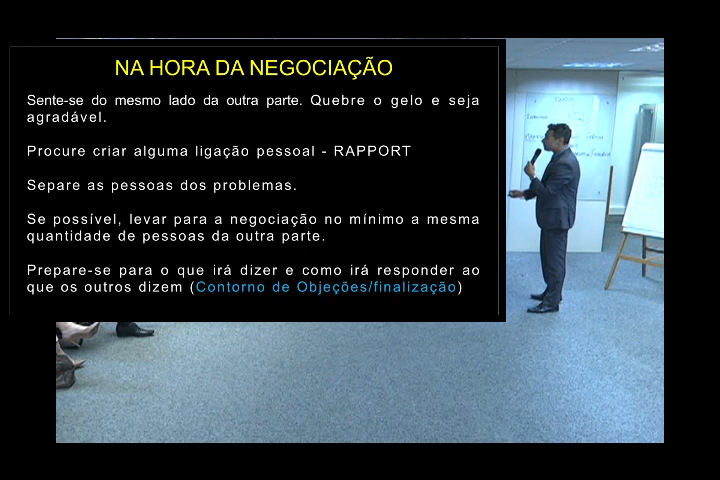 NA HORA DA NEGOCIAÇÃO
Sente-se do mesmo lado da outra parte. Quebre o gelo e seja
agradável.
Procure criar alguma ligação pessoal - RAPPORT
Separe as pessoas dos problemas.
Se possível, levar para a negociação no mínimo a mesma
quantidade de pessoas da outra parte.
Prepare-se para o que irá dizer e como irá responder ao
que os outros dizem (Contorno de Objeções/finalização)